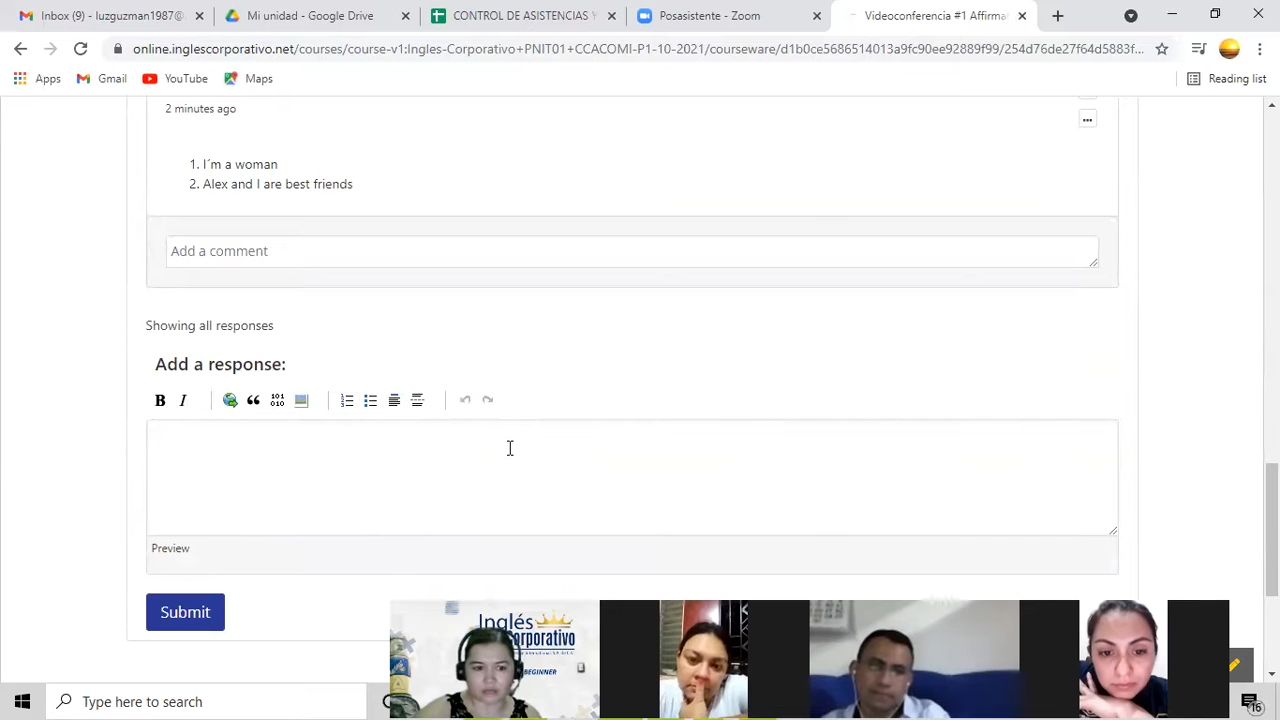 Inbox (9) - luzguzman1987@
Mi unidad - Google Drive
CONTROL DE ASISTENCIAS Y
Posasistente - Zoom
Videoconferencia #1 Affirma
online.inglescorporativo.net/courses/course-v1:Ingles-Corporativo+PNIT01+CCACOMI-P1-10-2021/courseware/d1b0ce5686514013a9fc90ee92889f99/254d76de27f64d5883f...
Apps
Gmail
YouTube
Maps
Reading list
2 minutes ago
1. I´m a woman
2. Alex and I are best friends
Add a comment
Showing all responses
Add a response:
B I
101
010
Preview
Submit
Inglés
Corporativo
BEGINNER
Type here to search
16